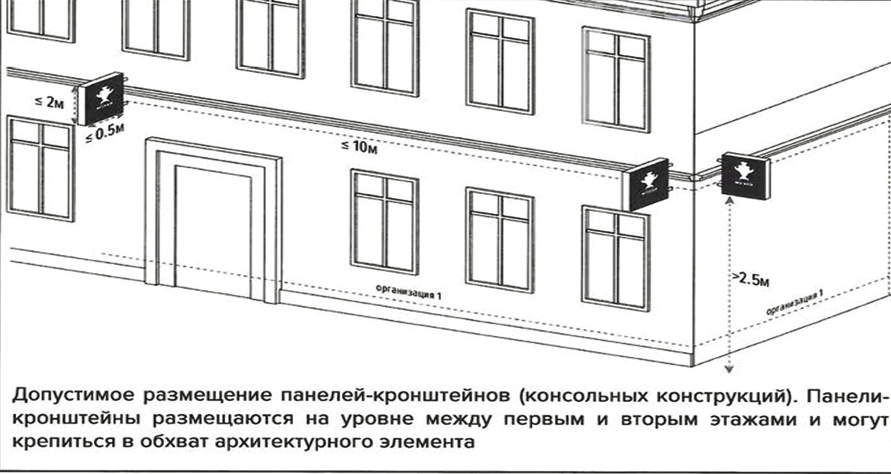 ≤ 2м
≤ 0.5м
≤ 10м
>2.5м
организация 1
организация 1
Допустимое размещение панелей-кронштейнов (консольных конструкций). Панели-
кронштейны размещаются на уровне между первым и вторым этажами и могут
крепиться в обхват архитектурного элемента